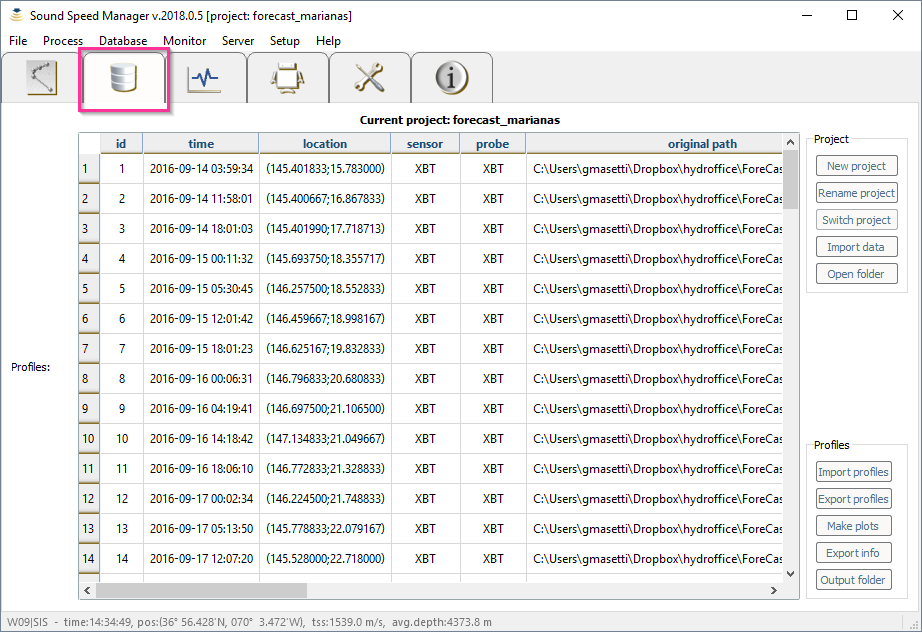 Sound Speed Manager v.2018.0.5 [project: forecast_marianas]
File Process Database Monitor Server Setup Help
Current project: forecast_marianas
id time location sensor probe original path
1 1 2016-09-14 03:59:34 (145.401833;15.783000) XBT XBT C:\Users\gmasetti\Dropbox\hydroffice\ForeCas
2 2 2016-09-14 11:58:01 (145.400667;16.867833) XBT XBT C:\Users\gmasetti\Dropbox\hydroffice\ForeCas
3 3 2016-09-14 18:01:03 (145.401990;17.718713) XBT XBT C:\Users\gmasetti\Dropbox\hydroffice\ForeCas
4 4 2016-09-15 00:11:32 (145.693750;18.355717) XBT XBT C:\Users\gmasetti\Dropbox\hydroffice\ForeCas
5 5 2016-09-15 05:30:45 (146.257500;18.552833) XBT XBT C:\Users\gmasetti\Dropbox\hydroffice\ForeCas
6 6 2016-09-15 12:01:42 (146.459667;18.998167) XBT XBT C:\Users\gmasetti\Dropbox\hydroffice\ForeCas
7 7 2016-09-15 18:01:23 (146.625167;19.832833) XBT XBT C:\Users\gmasetti\Dropbox\hydroffice\ForeCas
Profiles:
8 8 2016-09-16 00:06:31 (146.796833;20.680833) XBT XBT C:\Users\gmasetti\Dropbox\hydroffice\ForeCas
9 9 2016-09-16 04:19:41 (146.697500;21.106500) XBT XBT C:\Users\gmasetti\Dropbox\hydroffice\ForeCas
10 10 2016-09-16 14:18:42 (147.134833;21.049667) XBT XBT C:\Users\gmasetti\Dropbox\hydroffice\ForeCas
11 11 2016-09-16 18:06:10 (146.772833;21.328833) XBT XBT C:\Users\gmasetti\Dropbox\hydroffice\ForeCas
12 12 2016-09-17 00:02:34 (146.224500;21.748833) XBT XBT C:\Users\gmasetti\Dropbox\hydroffice\ForeCas
13 13 2016-09-17 05:13:50 (145.778833;22.079167) XBT XBT C:\Users\gmasetti\Dropbox\hydroffice\ForeCas
14 14 2016-09-17 12:07:20 (145.528000;22.718000) XBT XBT C:\Users\gmasetti\Dropbox\hydroffice\ForeCas
Project
New project
Rename project
Switch project
Import data
Open folder
Profiles
Import profiles
Export profiles
Make plots
Export info
Output folder
W09|SIS - time:14:34:49, pos:(36° 56.428'N, 070° 3.472'W), tss:1539.0 m/s, avg.depth:4373.8 m